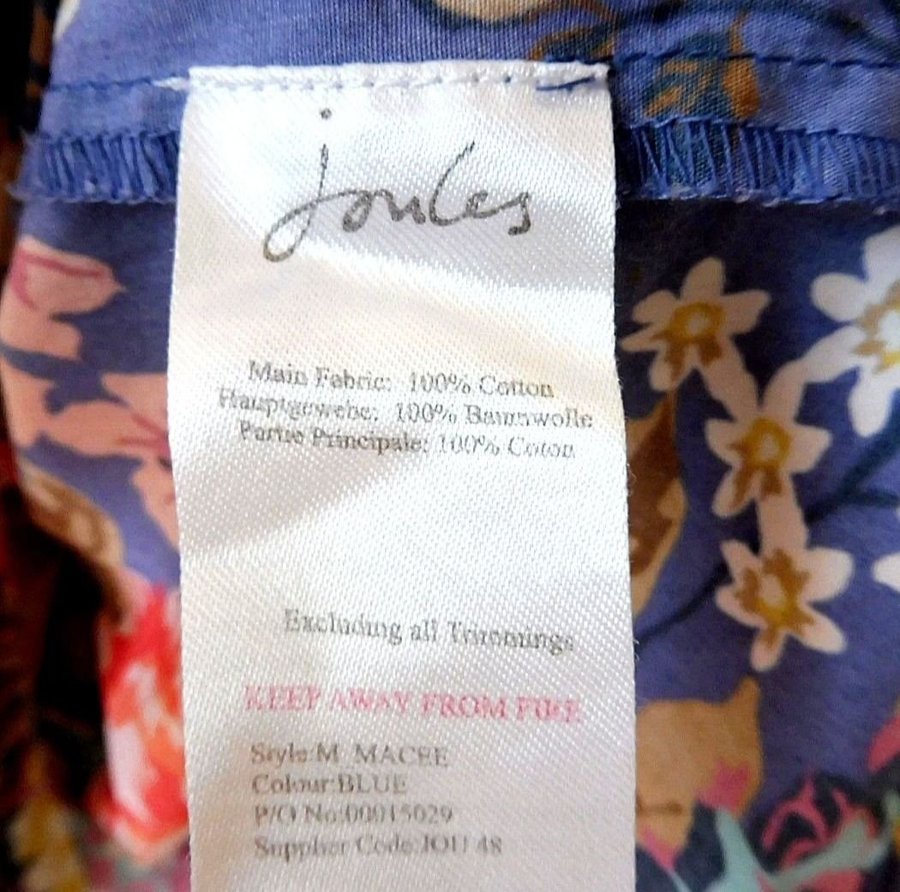 joules
Main Fabric: 100% Cotton
Hauptgewebe: 100% Baumwolle
Partie Principale: 100% Coton
Excluding all Trimmings
KEEP AWAY FROM FIRE
Style:M_MACEE
Colour:BLUE
P/O No:00015029
Supplier Code:JOU 48